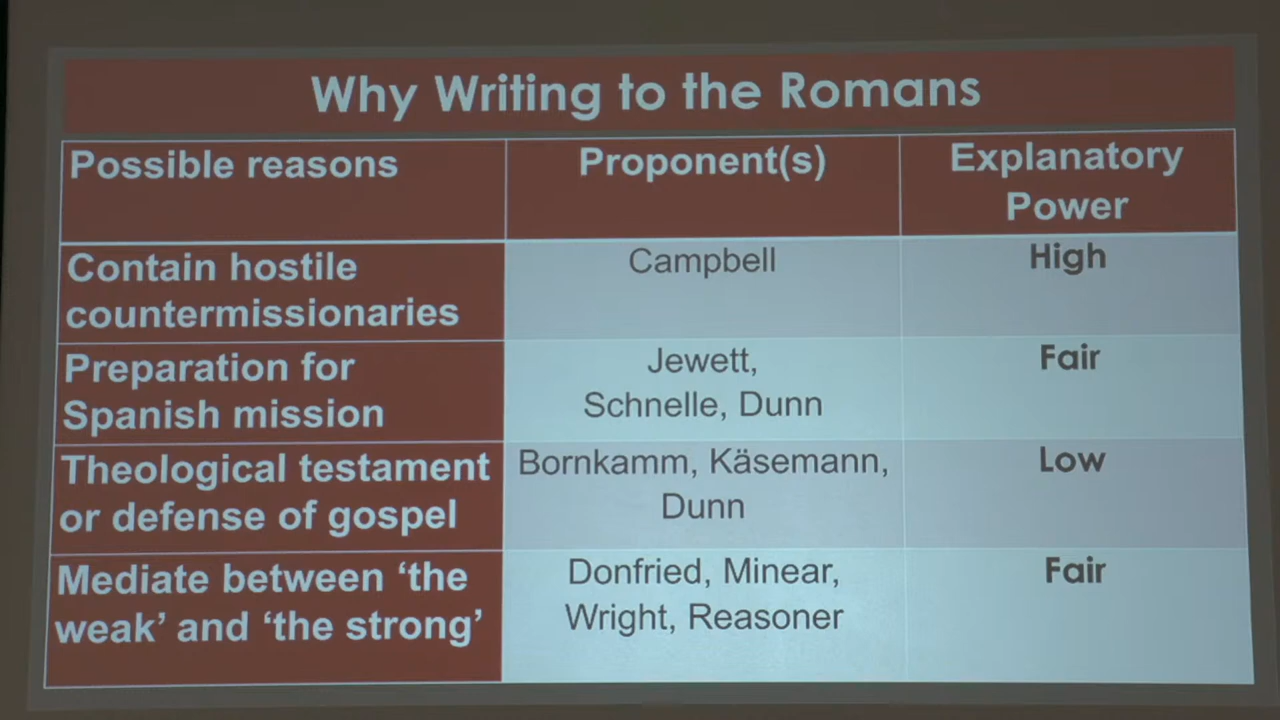 Why Writing to the Romans
Possible reasons
Proponent(s)
Explanatory
Power
Contain hostile
countermissionaries
Campbell
High
Preparation for
Spanish mission
Jewett,
Schnelle, Dunn
Fair
Theological testament
or defense of gospel
Bornkamm, Käsemann,
Dunn
Low
Mediate between ‘the
weak’ and ‘the strong’
Donfried, Minear,
Wright, Reasoner
Fair